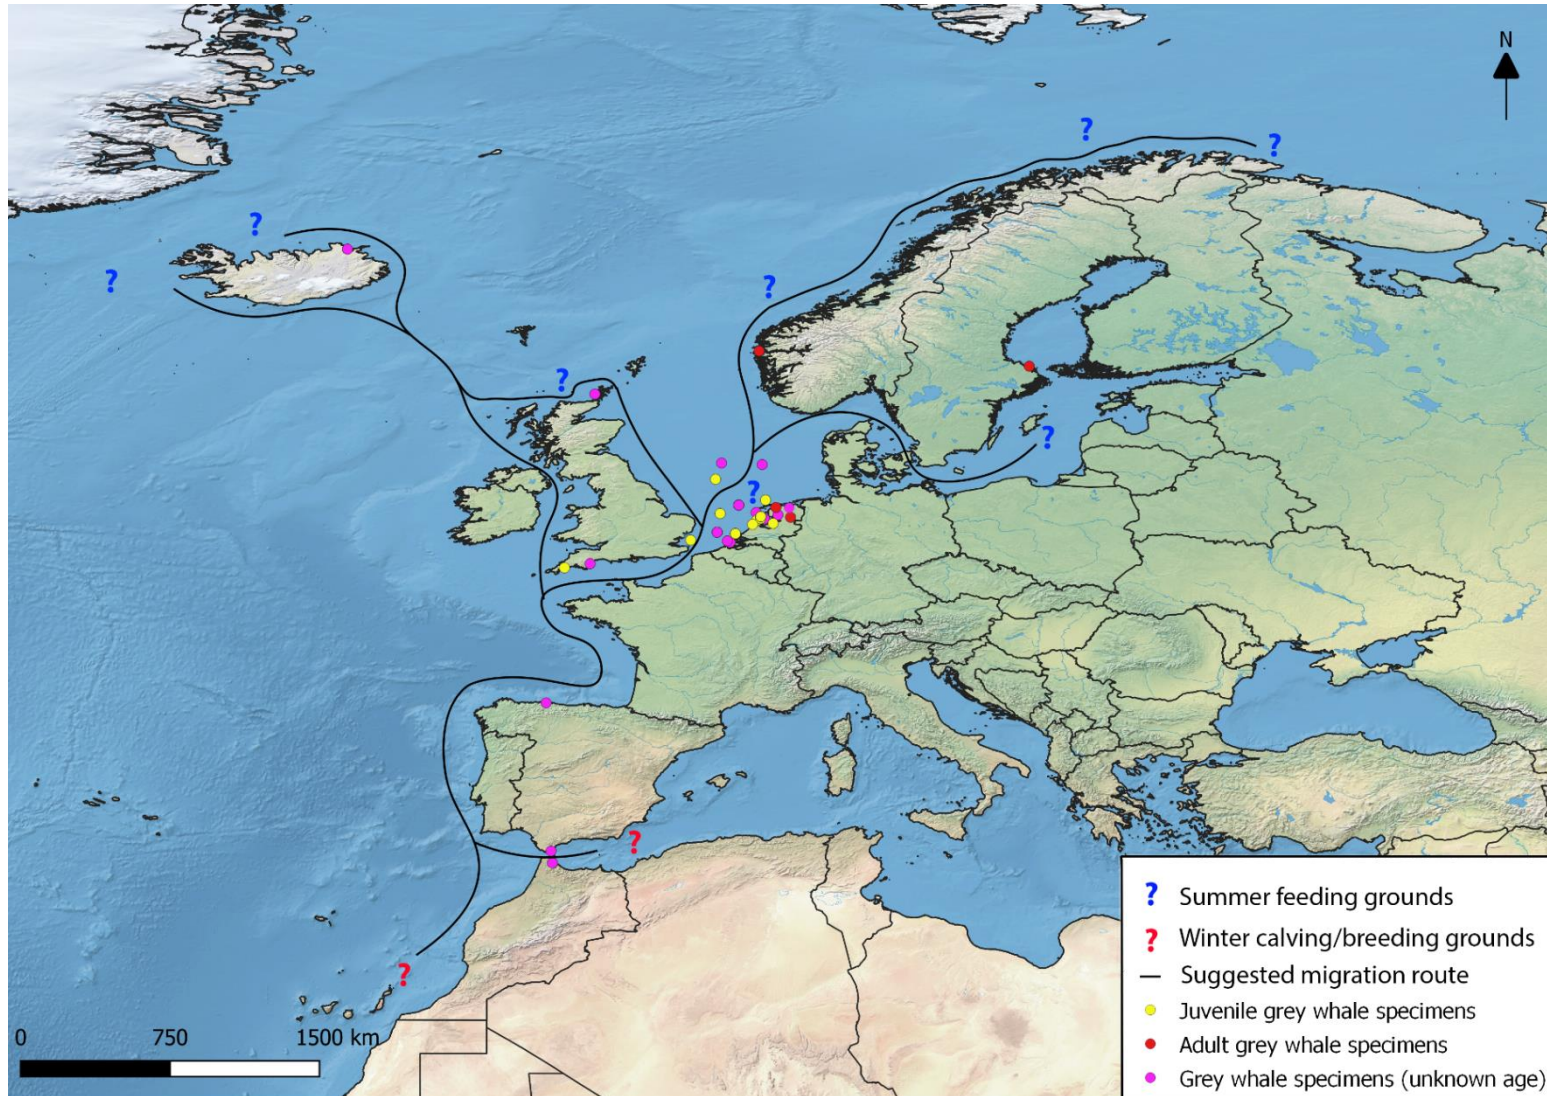 N
?
?
?
?
?
?
?
?
?
?
?
0 750 1500 km
? Summer feeding grounds
? Winter calving/breeding grounds
Suggested migration route
Juvenile grey whale specimens
Adult grey whale specimens
Grey whale specimens (unknown age)